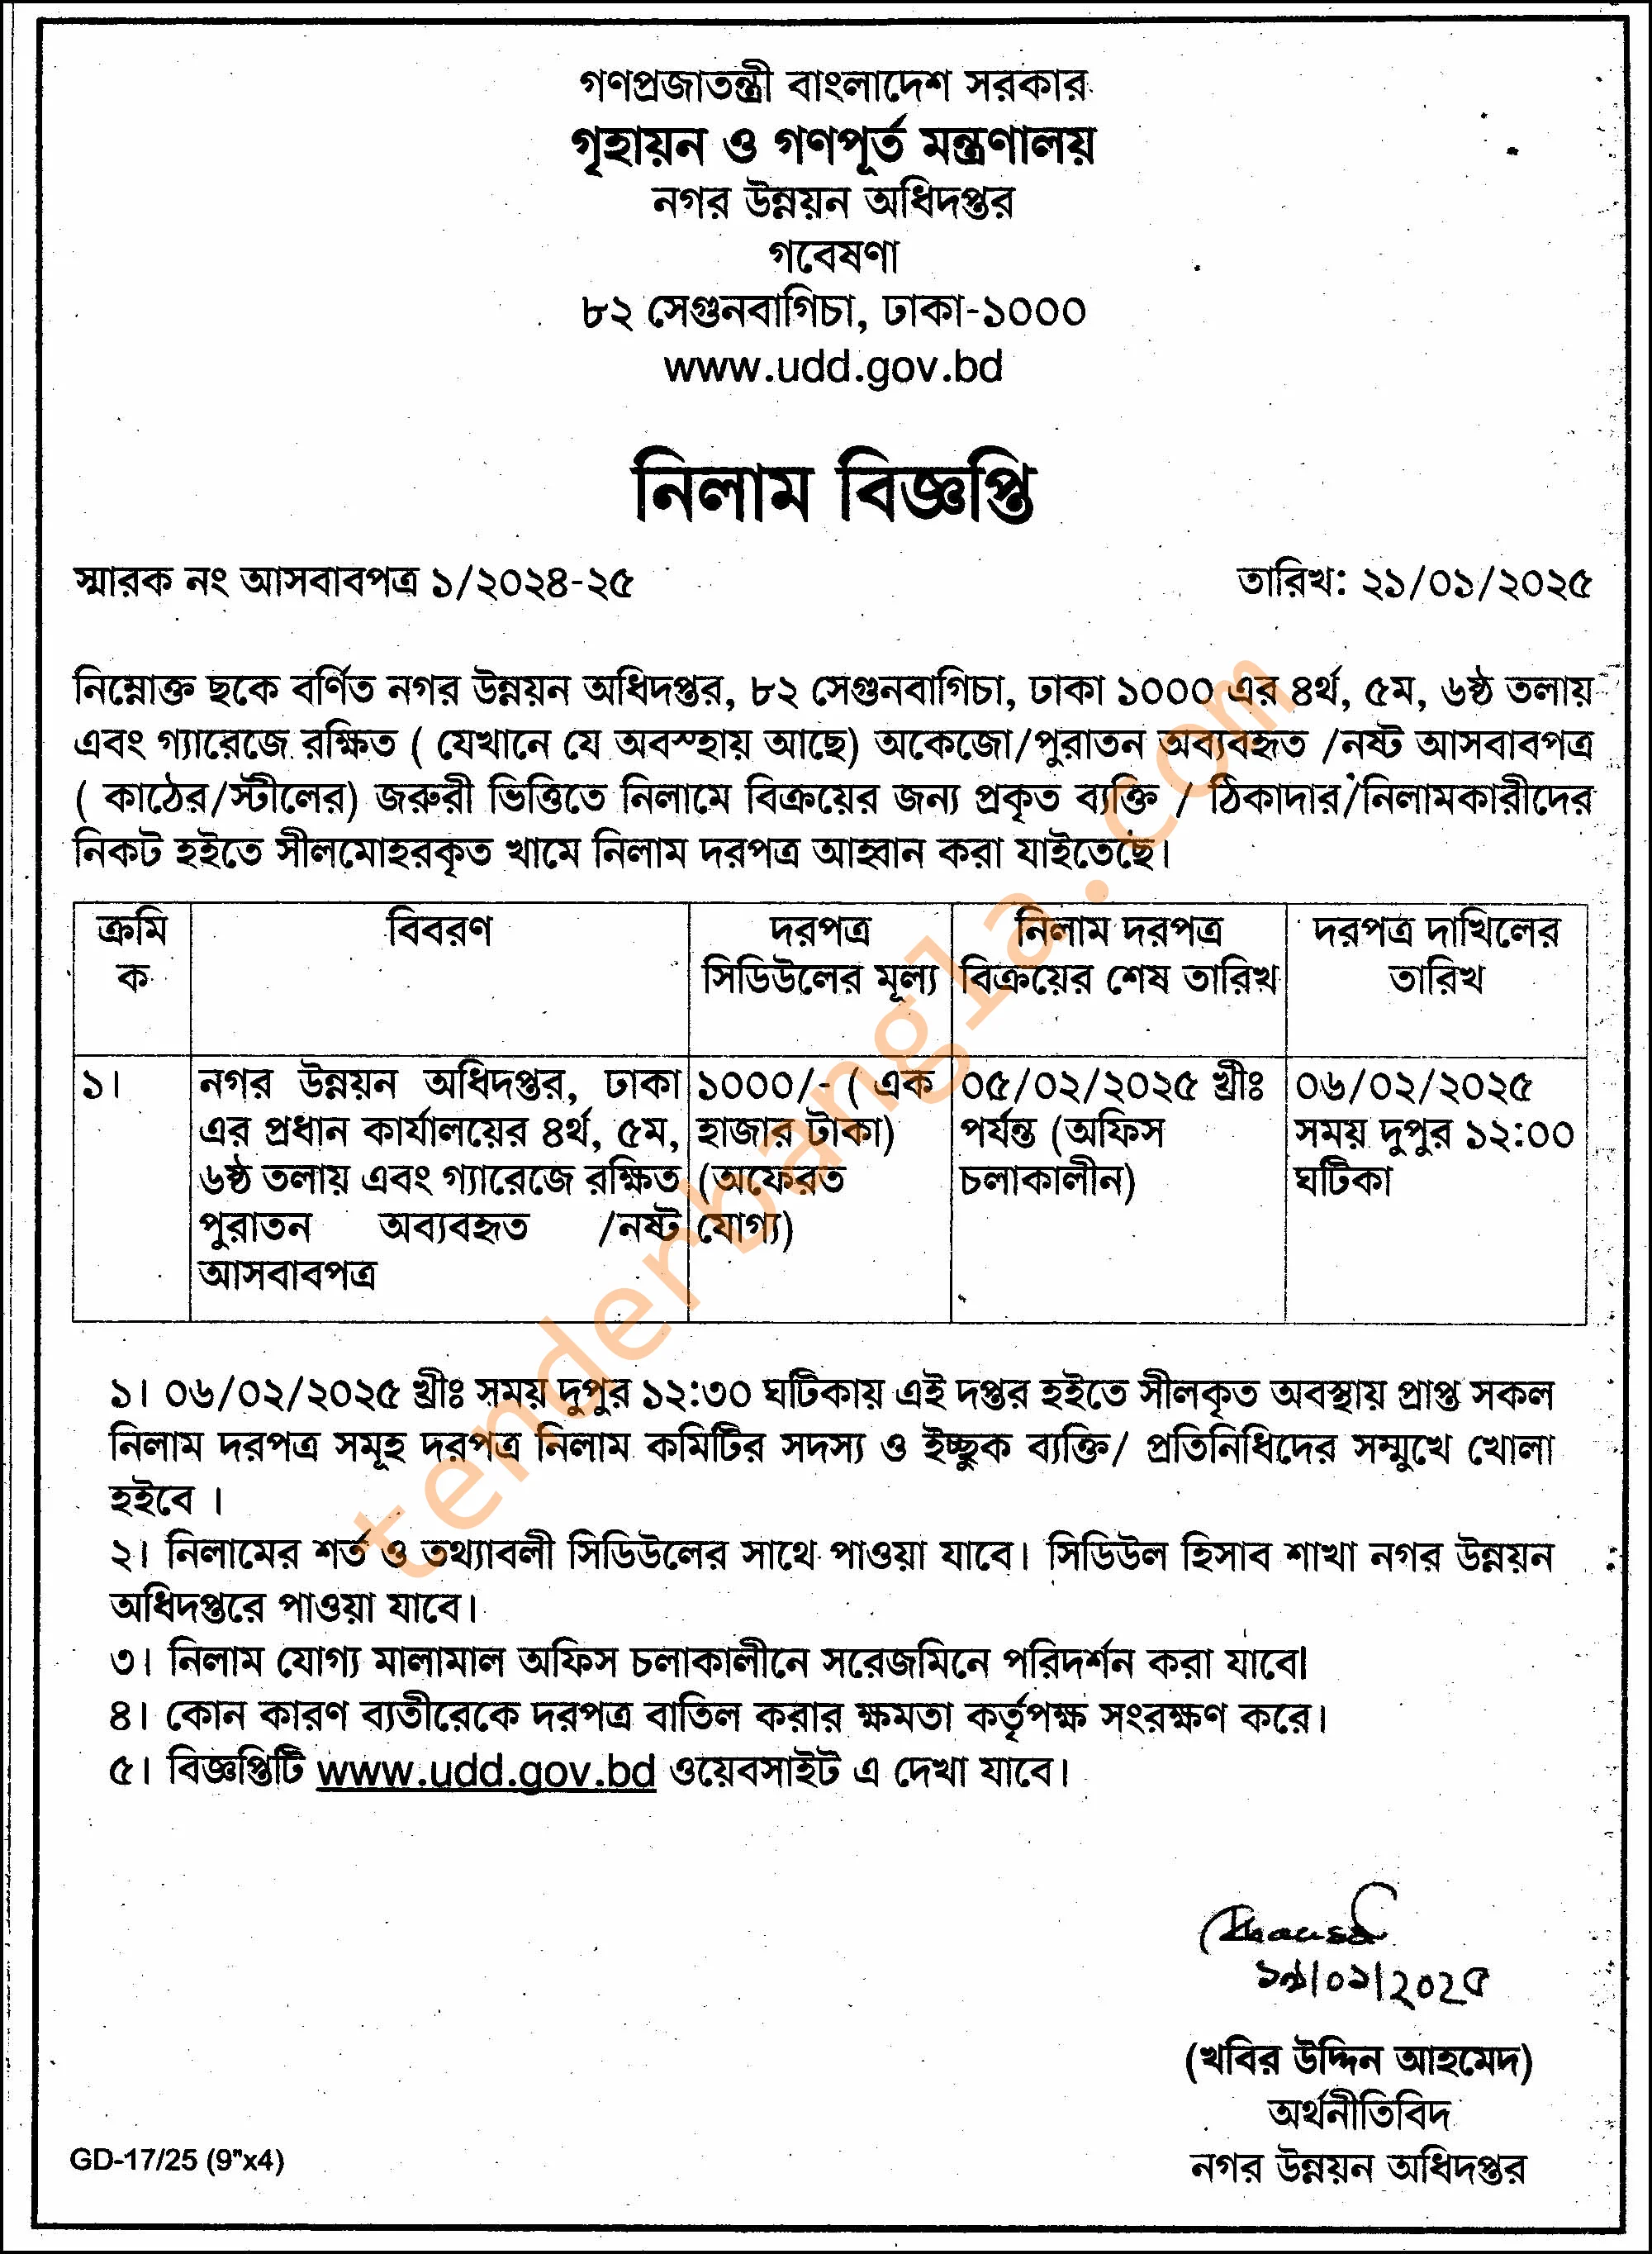 গণপ্রজাতন্ত্রী বাংলাদেশ সরকার
গৃহায়ন ও গণপূর্ত মন্ত্রণালয়
নগর উন্নয়ন অধিদপ্তর
গবেষণা
৮২ সেগুনবাগিচা, ঢাকা-১০০০
www.udd.gov.bd
নিলাম বিজ্ঞপ্তি
স্মারক নং আসবাবপত্র ১/২০২৪-২৫ তারিখ: ২১/০১/২০২৫
নিম্নোক্ত ছকে বর্ণিত নগর উন্নয়ন অধিদপ্তর, ৮২ সেগুনবাগিচা, ঢাকা ১০০০ এর ৪র্থ, ৫ম, ৬ষ্ঠ তলায়
এবং গ্যারেজে রক্ষিত ( যেখানে যে অবস্হায় আছে) অকেজো/পুরাতন অব্যবহৃত /নষ্ট আসবাবপত্র
( কাঠের/স্টীলের) জরুরী ভিত্তিতে নিলামে বিক্রয়ের জন্য প্রকৃত ব্যক্তি / ঠিকাদার/নিলামকারীদের
নিকট হইতে সীলমোহরকৃত খামে নিলাম দরপত্র আহ্বান করা যাইতেছে।
ক্রমি
ক
বিবরণ
দরপত্র
সিডিউলের মূল্য
নিলাম দরপত্র
বিক্রয়ের শেষ তারিখ
দরপত্র দাখিলের
তারিখ
১।
নগর উন্নয়ন অধিদপ্তর, ঢাকা
এর প্রধান কার্যালয়ের ৪র্থ, ৫ম,
৬ষ্ঠ তলায় এবং গ্যারেজে রক্ষিত
পুরাতন অব্যবহৃত /নষ্ট
আসবাবপত্র
১০০০/- ( এক
হাজার টাকা)
(অফেরত
যোগ্য)
০৫/০২/২০২৫ খ্রীঃ
পর্যন্ত (অফিস
চলাকালীন)
০৬/০২/২০২৫
সময় দুপুর ১২:০০
ঘটিকা
১। ০৬/০২/২০২৫ খ্রীঃ সময় দুপুর ১২:৩০ ঘটিকায় এই দপ্তর হইতে সীলকৃত অবস্থায় প্রাপ্ত সকল
নিলাম দরপত্র সমূহ দরপত্র নিলাম কমিটির সদস্য ও ইচ্ছুক ব্যক্তি/ প্রতিনিধিদের সম্মুখে খোলা
হইবে ।
২। নিলামের শর্ত ও তথ্যাবলী সিডিউলের সাথে পাওয়া যাবে। সিডিউল হিসাব শাখা নগর উন্নয়ন
অধিদপ্তরে পাওয়া যাবে।
৩। নিলাম যোগ্য মালামাল অফিস চলাকালীনে সরেজমিনে পরিদর্শন করা যাবে।
৪। কোন কারণ ব্যতীরেকে দরপত্র বাতিল করার ক্ষমতা কর্তৃপক্ষ সংরক্ষণ করে।
৫। বিজ্ঞপ্তিটি www.udd.gov.bd ওয়েবসাইট এ দেখা যাবে।
(খবির উদ্দিন আহমেদ)
অর্থনীতিবিদ
নগর উন্নয়ন অধিদপ্তর
GD-17/25 (9"x4)
tenderbangla.com